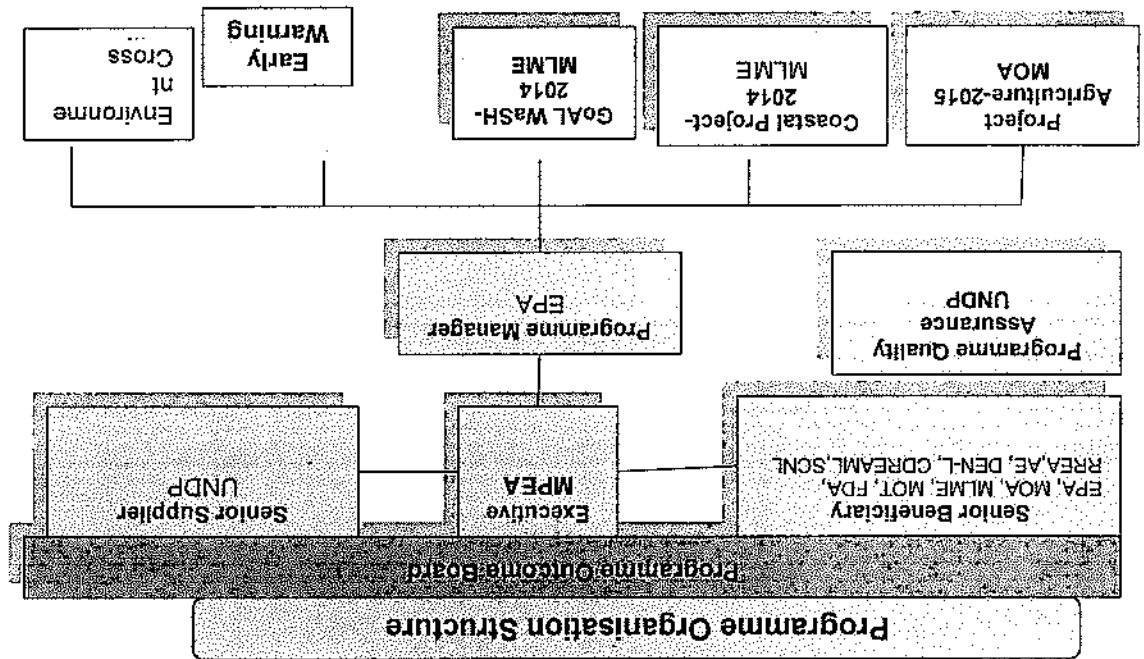 Programme Organisation Structure
Programme Outcome Board
Senior Beneficiary
EPA, MOA, MLME, MOT, FDA,
RREA,AE, DEN-L, CDREAML,SCNL
Executive
MPEA
Senior Supplier
UNDP
Programme Quality
Assurance
UNDP
Programme Manager
EPA
Project
Agriculture-2015
MOA
Coastal Project-
2014
MLME
GoAL WaSH-
2014
MLME
Early
Warning
Environme
nt
Cross
...